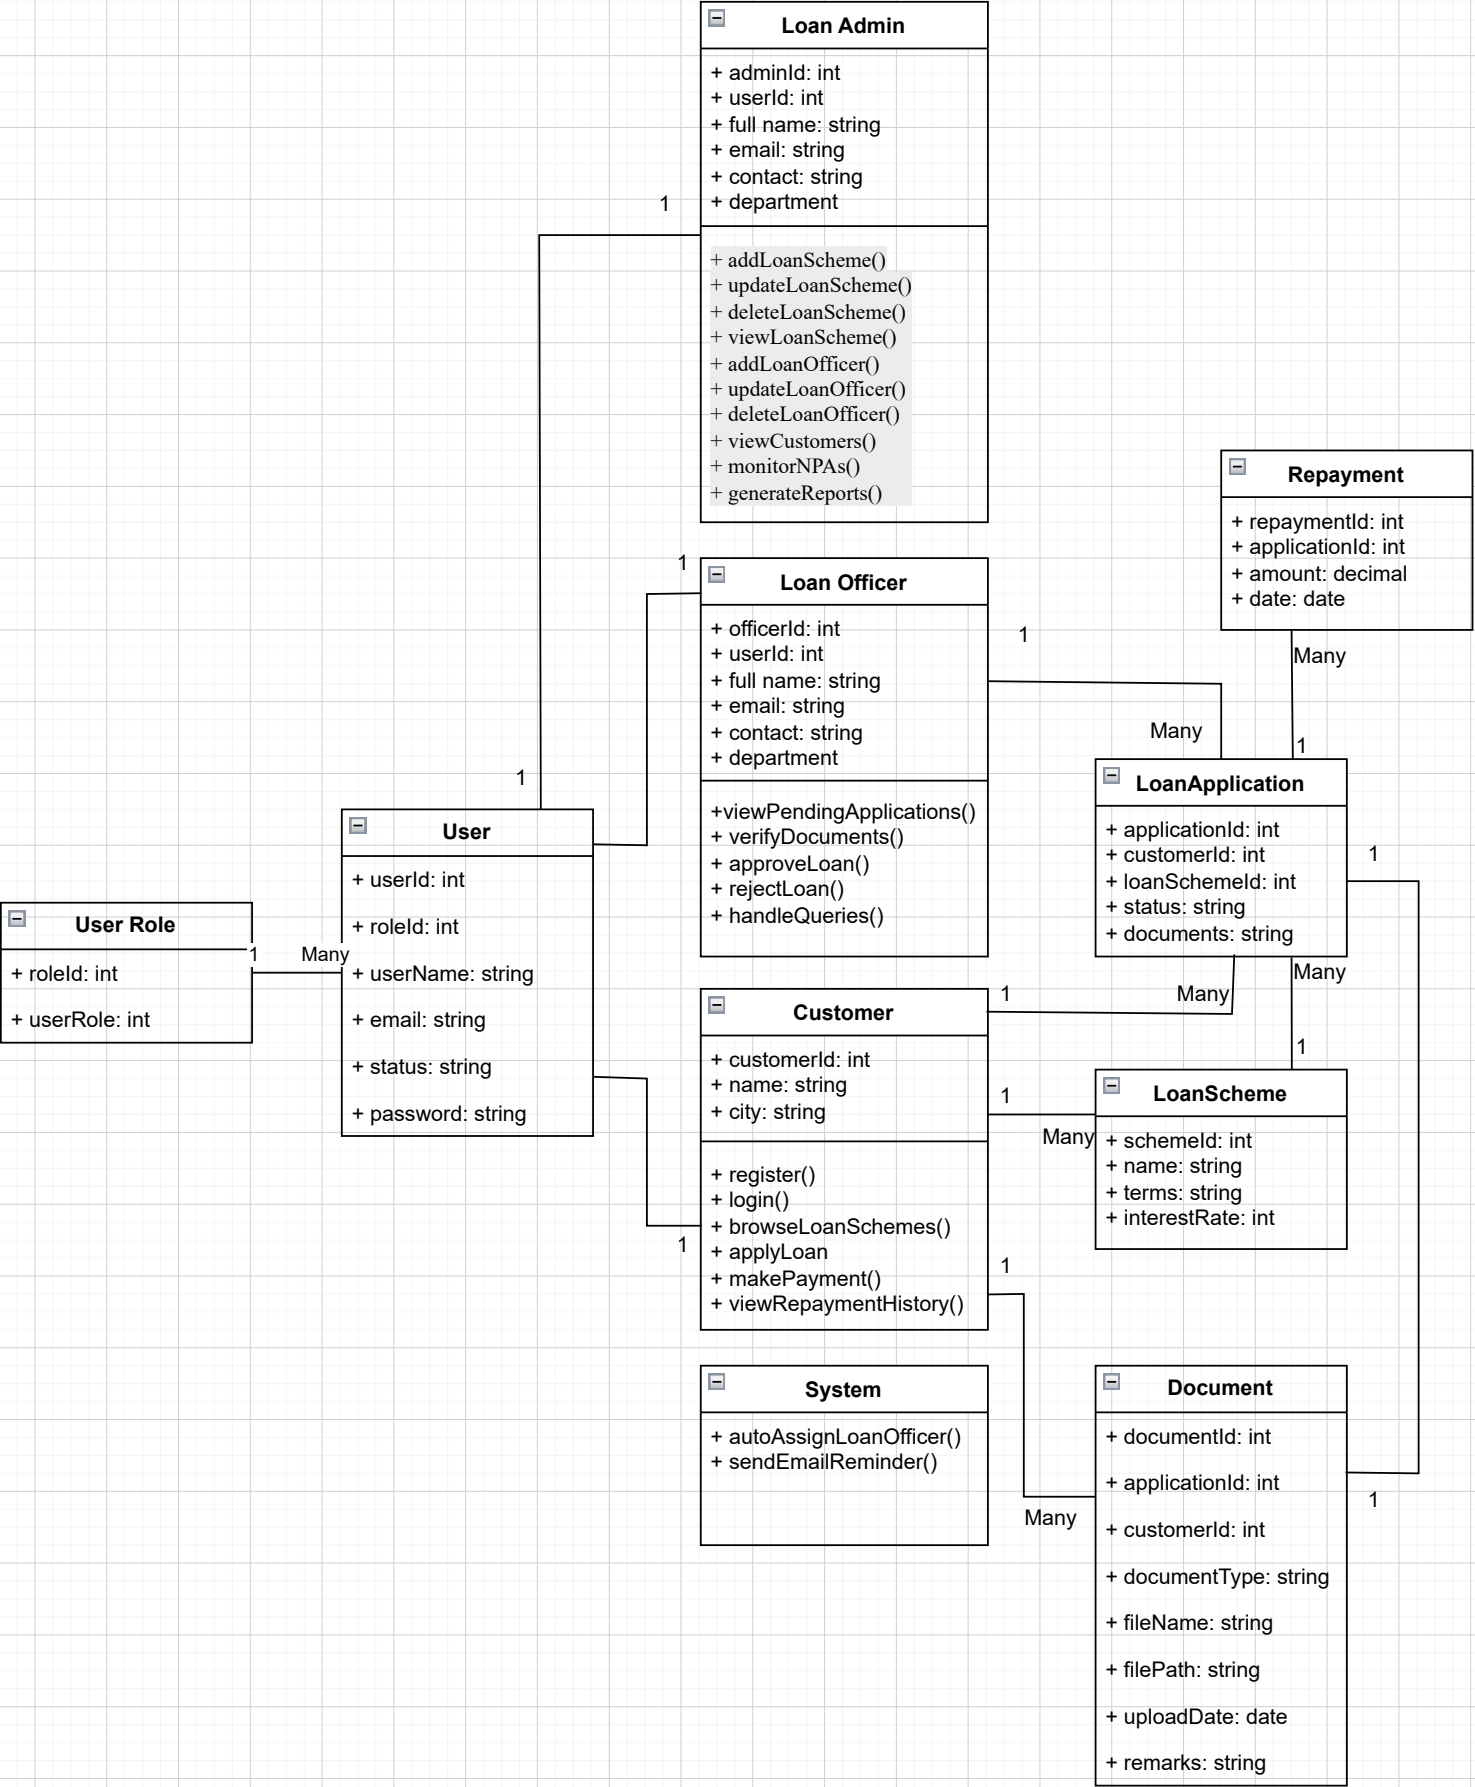 Loan Admin
+ adminId: int
+ userId: int
+ full name: string
+ email: string
+ contact: string
+ department
+ addLoanScheme()
+ updateLoanScheme()
+ deleteLoanScheme()
+ viewLoanScheme()
+ addLoanOfficer()
+ updateLoanOfficer()
+ deleteLoanOfficer()
+ viewCustomers()
+ monitorNPAs()
+ generateReports()
1
1
Repayment
+ repaymentId: int
+ applicationId: int
+ amount: decimal
+ date: date
Many
1
1
Loan Officer
+ officerId: int
+ userId: int
+ full name: string
+ email: string
+ contact: string
+ department
+viewPendingApplications()
+ verifyDocuments()
+ approveLoan()
+ rejectLoan()
+ handleQueries()
1
Many
LoanApplication
+ applicationId: int
+ customerId: int
+ loanSchemeId: int
+ status: string
+ documents: string
1
User
+ userId: int
+ roleId: int
+ userName: string
+ email: string
+ status: string
+ password: string
User Role
+ roleId: int
+ userRole: int
1
Many
Customer
+ customerId: int
+ name: string
+ city: string
+ register()
+ login()
+ browseLoanSchemes()
+ applyLoan
+ makePayment()
+ viewRepaymentHistory()
1
1
Many
Many
1
1
Many
LoanScheme
+ schemeId: int
+ name: string
+ terms: string
+ interestRate: int
1
Many
System
+ autoAssignLoanOfficer()
+ sendEmailReminder()
Document
+ documentId: int
+ applicationId: int
+ customerId: int
+ documentType: string
+ fileName: string
+ filePath: string
+ uploadDate: date
+ remarks: string
1